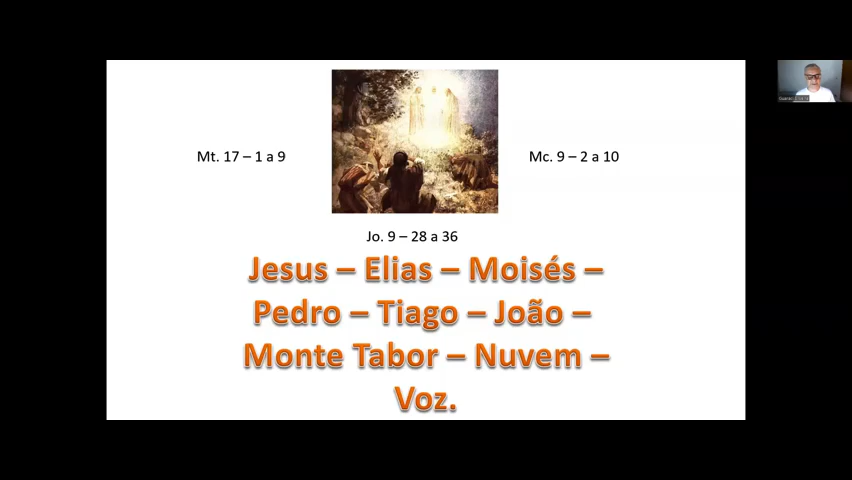 Mt. 17 – 1 a 9
Mc. 9 – 2 a 10
Jo. 9 – 28 a 36
Jesus – Elias – Moisés –
Pedro – Tiago – João –
Monte Tabor – Nuvem –
Voz.